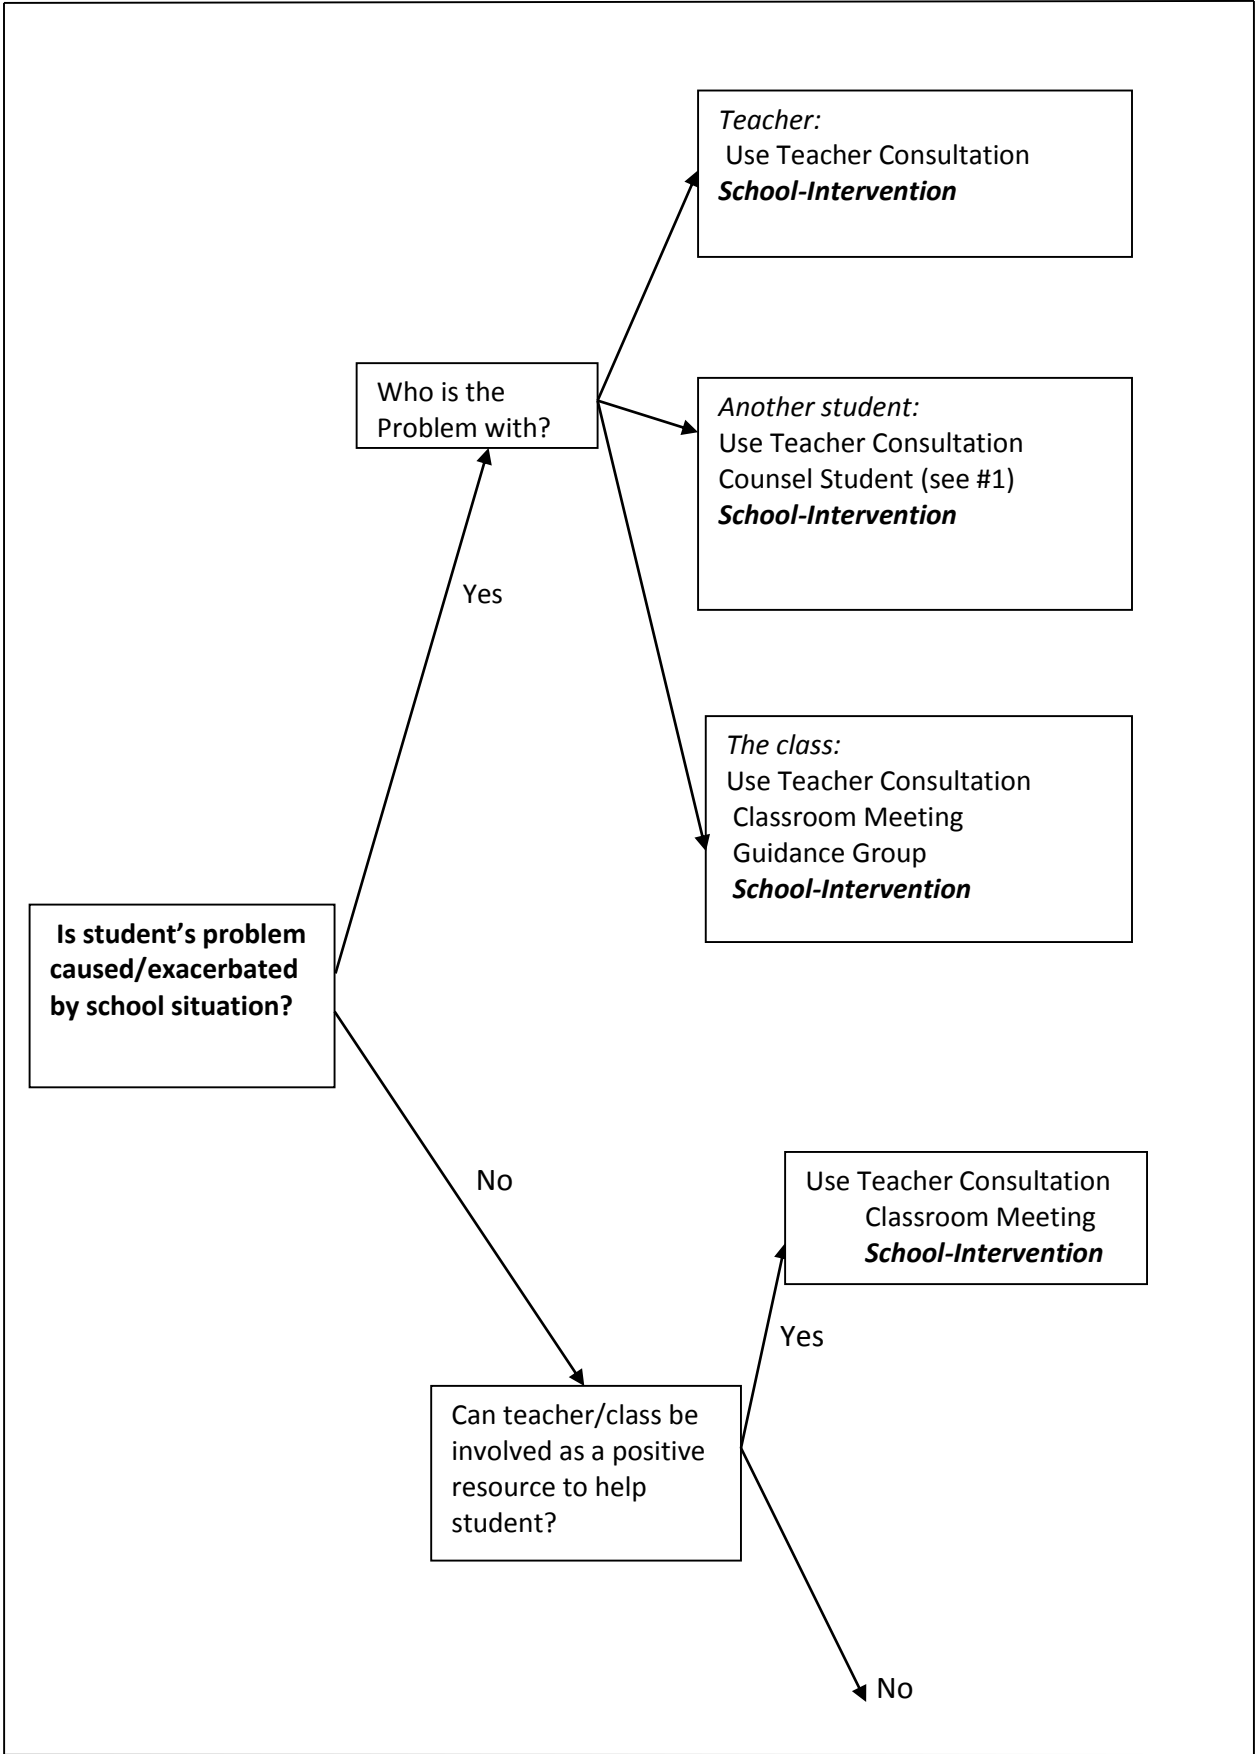 Teacher:
Use Teacher Consultation
School-Intervention
Who is the
Problem with?
Another student:
Use Teacher Consultation
Counsel Student (see #1)
School-Intervention
Yes
The class:
Use Teacher Consultation
Classroom Meeting
Guidance Group
School-Intervention
Is student’s problem
caused/exacerbated
by school situation?
No
Use Teacher Consultation
Classroom Meeting
School-Intervention
Yes
Can teacher/class be
involved as a positive
resource to help
student?
No